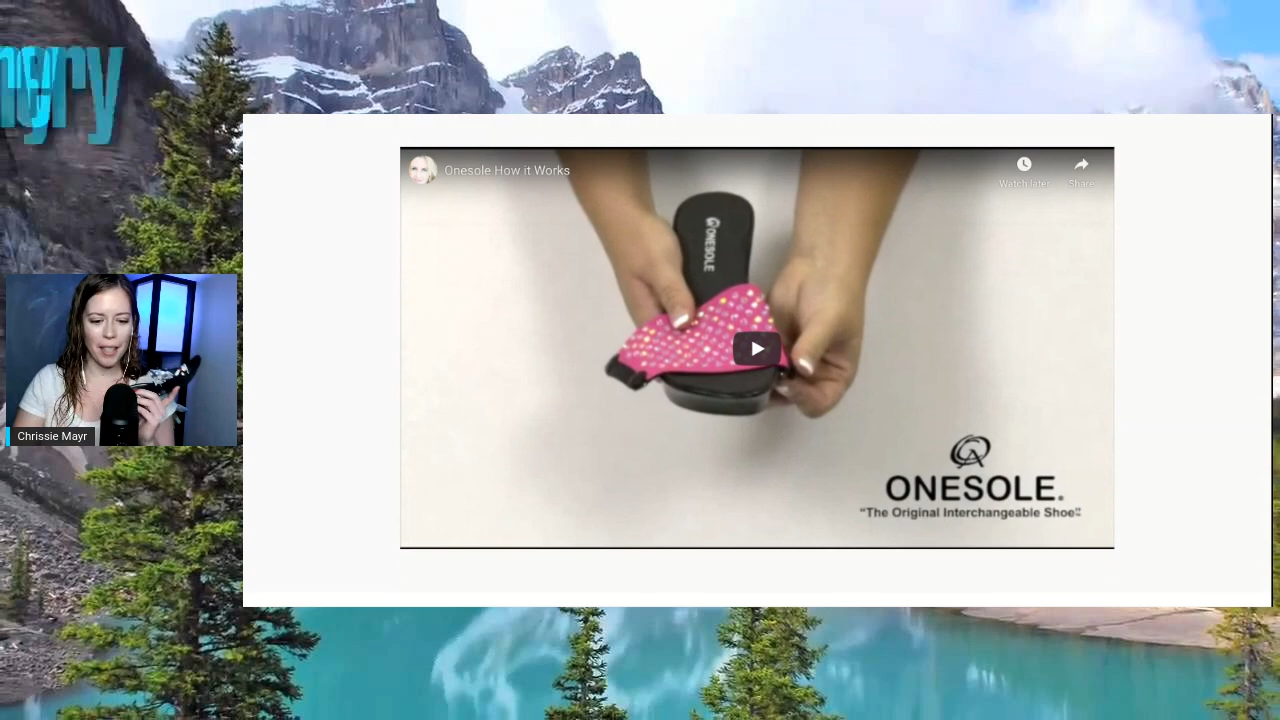 ngry
Onesole How it Works
Watch later
Share
ONESOLE
Chrissie Mayr
ONESOLE.
"The Original Interchangeable Shoe"